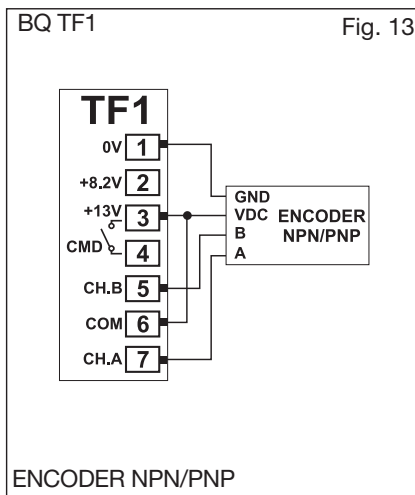 BQ TF1
Fig. 13
TF1
0V 1
+8.2V 2
+13V 3
CMD 4
CH.B 5
COM 6
CH.A 7
GND
VDC
B
A
ENCODER
NPN/PNP
ENCODER NPN/PNP